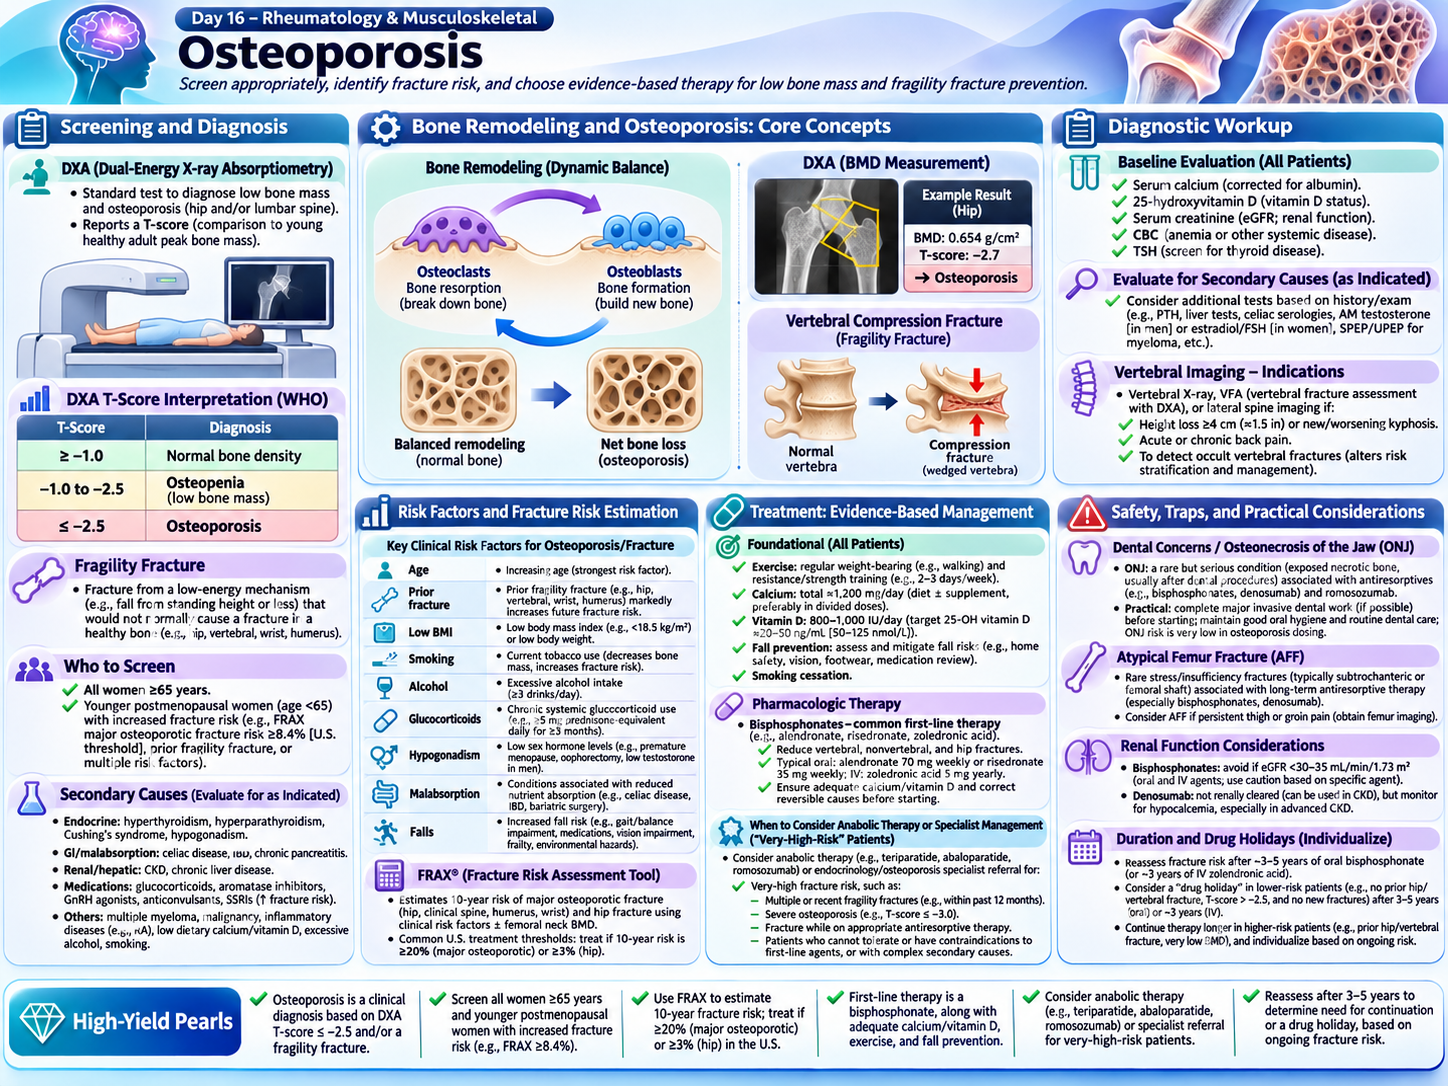 Day 16 – Rheumatology & Musculoskeletal
Osteoporosis
Screen appropriately, identify fracture risk, and choose evidence-based therapy for low bone mass and fragility fracture prevention.
Screening and Diagnosis
DXA (Dual-Energy X-ray Absorptiometry)
• Standard test to diagnose low bone mass
and osteoporosis (hip and/or lumbar spine).
• Reports a T-score (comparison to young
healthy adult peak bone mass).
DXA T-Score Interpretation (WHO)
T-Score Diagnosis
≥ −1.0 Normal bone density
−1.0 to −2.5 Osteopenia
(low bone mass)
≤ −2.5 Osteoporosis
Fragility Fracture
• Fracture from a low-energy mechanism
(e.g., fall from standing height or less) that
would not normally cause a fracture in a
healthy bone (e.g., hip, vertebral, wrist, humerus).
Who to Screen
✓ All women ≥65 years.
✓ Younger postmenopausal women (age <65)
with increased fracture risk (e.g., FRAX
major osteoporotic fracture risk ≥8.4% [U.S.
threshold], prior fragility fracture, or
multiple risk factors).
Secondary Causes (Evaluate for as Indicated)
• Endocrine: hyperthyroidism, hyperparathyroidism,
Cushing's syndrome, hypogonadism.
• GI/malabsorption: celiac disease, IBD, chronic pancreatitis.
• Renal/hepatic: CKD, chronic liver disease.
• Medications: glucocorticoids, aromatase inhibitors,
GnRH agonists, anticonvulsants, SSRIs (↑ fracture risk).
• Others: multiple myeloma, malignancy, inflammatory
diseases (e.g., RA), low dietary calcium/vitamin D, excessive
alcohol, smoking.
Bone Remodeling and Osteoporosis: Core Concepts
Bone Remodeling (Dynamic Balance)
Osteoclasts
Bone resorption
(break down bone)
Osteoblasts
Bone formation
(build new bone)
Balanced remodeling
(normal bone)
Net bone loss
(osteoporosis)
DXA (BMD Measurement)
Example Result
(Hip)
BMD: 0.654 g/cm²
T-score: −2.7
→ Osteoporosis
Vertebral Compression Fracture
(Fragility Fracture)
Normal
vertebra
Compression
fracture
(wedged vertebra)
Risk Factors and Fracture Risk Estimation
Key Clinical Risk Factors for Osteoporosis/Fracture
Age
• Increasing age (strongest risk factor).
Prior
fracture
• Prior fragility fracture (e.g., hip,
vertebral, wrist, humerus) markedly
increases future fracture risk.
Low BMI
• Low body mass index (e.g., <18.5 kg/m²)
or low body weight.
Smoking
• Current tobacco use (decreases bone
mass, increases fracture risk).
Alcohol
• Excessive alcohol intake
(≥3 drinks/day).
Glucocorticoids
• Chronic systemic glucocorticoid use
(e.g., ≥5 mg prednisone-equivalent
daily for ≥3 months).
Hypogonadism
• Low sex hormone levels (e.g., premature
menopause, oophorectomy, low testosterone
in men).
Malabsorption
• Conditions associated with reduced
nutrient absorption (e.g., celiac disease,
IBD, bariatric surgery).
Falls
• Increased fall risk (e.g., gait/balance
impairment, medications, vision impairment,
frailty, environmental hazards).
FRAX® (Fracture Risk Assessment Tool)
• Estimates 10-year risk of major osteoporotic fracture
(hip, clinical spine, humerus, wrist) and hip fracture using
clinical risk factors ± femoral neck BMD.
• Common U.S. treatment thresholds: treat if 10-year risk is
≥20% (major osteoporotic) or ≥3% (hip).
Treatment: Evidence-Based Management
Foundational (All Patients)
✓ Exercise: regular weight-bearing (e.g., walking) and
resistance/strength training (e.g., 2–3 days/week).
✓ Calcium: total ≈1,200 mg/day (diet ± supplement,
preferably in divided doses).
✓ Vitamin D: 800–1,000 IU/day (target 25-OH vitamin D
≈20–50 ng/mL [50–125 nmol/L]).
✓ Fall prevention: assess and mitigate fall risks (e.g., home
safety, vision, footwear, medication review).
✓ Smoking cessation.
Pharmacologic Therapy
• Bisphosphonates – common first-line therapy
(e.g., alendronate, risedronate, zoledronic acid).
✓ Reduce vertebral, nonvertebral, and hip fractures.
✓ Typical oral: alendronate 70 mg weekly or risedronate
35 mg weekly; IV: zoledronic acid 5 mg yearly.
✓ Ensure adequate calcium/vitamin D and correct
reversible causes before starting.
When to Consider Anabolic Therapy or Specialist Management
("Very-High-Risk" Patients)
• Consider anabolic therapy (e.g., teriparatide, abaloparatide,
romosozumab) or endocrinology/osteoporosis specialist referral for:
✓ Very-high fracture risk, such as:
– Multiple or recent fragility fractures (e.g., within past 12 months).
– Severe osteoporosis (e.g., T-score ≤ −3.0).
– Fracture while on appropriate antiresorptive therapy.
– Patients who cannot tolerate or have contraindications to
first-line agents, or with complex secondary causes.
Diagnostic Workup
Baseline Evaluation (All Patients)
✓ Serum calcium (corrected for albumin).
✓ 25-hydroxyvitamin D (vitamin D status).
✓ Serum creatinine (eGFR; renal function).
✓ CBC (anemia or other systemic disease).
✓ TSH (screen for thyroid disease).
Evaluate for Secondary Causes (as Indicated)
✓ Consider additional tests based on history/exam
(e.g., PTH, liver tests, celiac serologies, AM testosterone
[in men] or estradiol/FSH [in women], SPEP/UPEP for
myeloma, etc.).
Vertebral Imaging – Indications
• Vertebral X-ray, VFA (vertebral fracture assessment
with DXA), or lateral spine imaging if:
✓ Height loss ≥4 cm (≈1.5 in) or new/worsening kyphosis.
✓ Acute or chronic back pain.
✓ To detect occult vertebral fractures (alters risk
stratification and management).
Safety, Traps, and Practical Considerations
Dental Concerns / Osteonecrosis of the Jaw (ONJ)
• ONJ: a rare but serious condition (exposed necrotic bone,
usually after dental procedures) associated with antiresorptives
(e.g., bisphosphonates, denosumab) and romosozumab.
• Practical: complete major invasive dental work (if possible)
before starting; maintain good oral hygiene and routine dental care;
ONJ risk is very low in osteoporosis dosing.
Atypical Femur Fracture (AFF)
• Rare stress/insufficiency fractures (typically subtrochanteric or
femoral shaft) associated with long-term antiresorptive therapy
(especially bisphosphonates, denosumab).
• Consider AFF if persistent thigh or groin pain (obtain femur imaging).
Renal Function Considerations
• Bisphosphonates: avoid if eGFR <30–35 mL/min/1.73 m²
(oral and IV agents; use caution based on specific agent).
• Denosumab: not renally cleared (can be used in CKD), but monitor
for hypocalcemia, especially in advanced CKD.
Duration and Drug Holidays (Individualize)
• Reassess fracture risk after ~3–5 years of oral bisphosphonate
(or ~3 years of IV zoledronic acid).
• Consider a "drug holiday" in lower-risk patients (e.g., no prior hip/
vertebral fracture, T-score > −2.5, and no new fractures) after 3–5 years
(oral) or ~3 years (IV).
• Continue therapy longer in higher-risk patients (e.g., prior hip/vertebral
fracture, very low BMD), and individualize based on ongoing risk.
High-Yield Pearls
✓ Osteoporosis is a clinical
diagnosis based on DXA
T-score ≤ −2.5 and/or a
fragility fracture.
✓ Screen all women ≥65 years
and younger postmenopausal
women with increased fracture
risk (e.g., FRAX ≥8.4%).
✓ Use FRAX to estimate
10-year fracture risk; treat if
≥20% (major osteoporotic)
or ≥3% (hip) in the U.S.
✓ First-line therapy is a
bisphosphonate, along with
adequate calcium/vitamin D,
exercise, and fall prevention.
✓ Consider anabolic therapy
(e.g., teriparatide, abaloparatide,
romosozumab) or specialist referral
for very-high-risk patients.
✓ Reassess after 3–5 years to
determine need for continuation
or a drug holiday, based on
ongoing fracture risk.